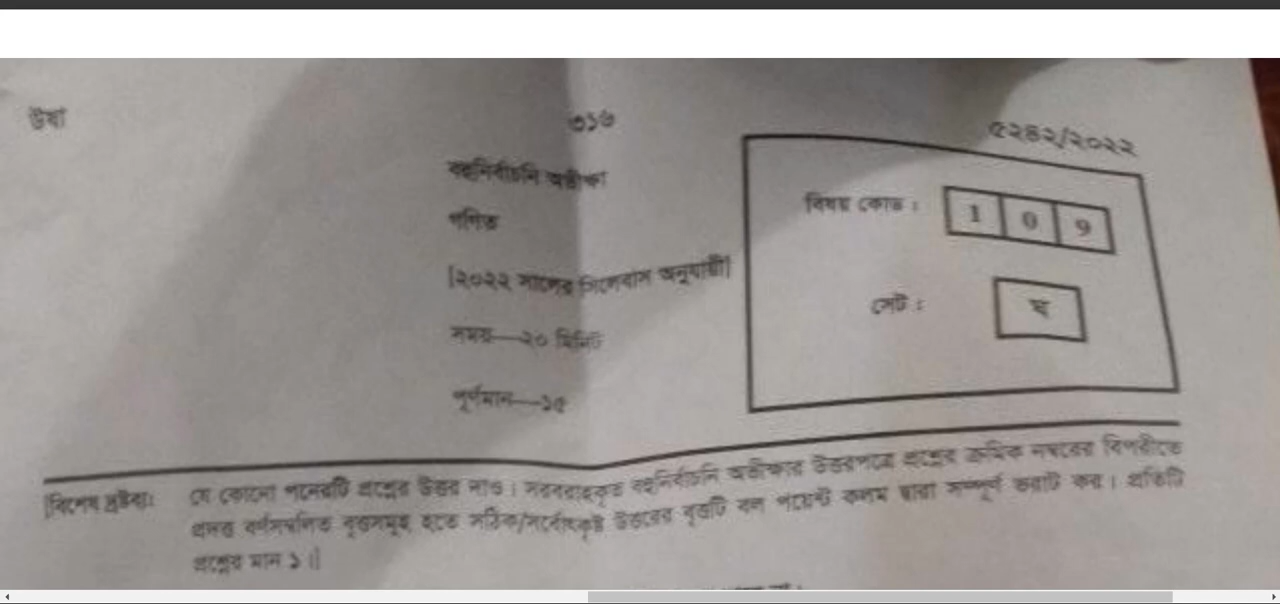 উষা
৩১৬
৫২৪২/২০২২
বহুনির্বাচনি অভীক্ষা
গণিত
[২০২২ সালের সিলেবাস অনুযায়ী]
সময়—২০ মিনিট
পূর্ণমান—১৫
বিষয় কোড : 1 0 9
সেট : ঘ
[বিশেষ দ্রষ্টব্য: যে কোনো পনেরটি প্রশ্নের উত্তর দাও। সরবরাহকৃত বহুনির্বাচনি অভীক্ষার উত্তরপত্রে প্রশ্নের ক্রমিক নম্বরের বিপরীতে
প্রদত্ত বর্ণসম্বলিত বৃত্তসমূহ হতে সঠিক/সর্বোৎকৃষ্ট উত্তরের বৃত্তটি বল পয়েন্ট কলম দ্বারা সম্পূর্ণ ভরাট কর। প্রতিটি
প্রশ্নের মান ১।]